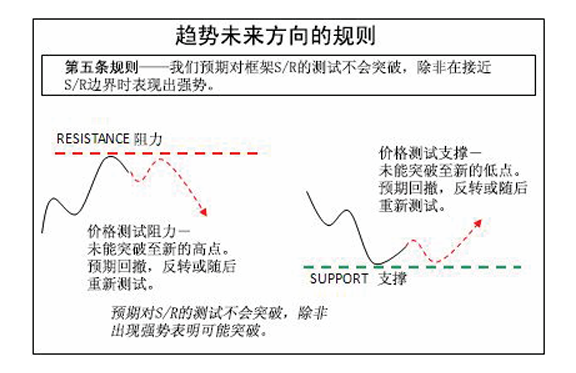 趋势未来方向的规则
第五条规则——我们预期对框架S/R的测试不会突破，除非在接近
S/R边界时表现出强势。
RESISTANCE 阻力
价格测试阻力—
未能突破至新的高点。
预期回撤，反转或随后
重新测试。
价格测试支撑—
未能突破至新的低点。
预期回撤，反转或随后
重新测试。
SUPPORT 支撑
预期对S/R的测试不会突破，除非
出现强势表明可能突破。